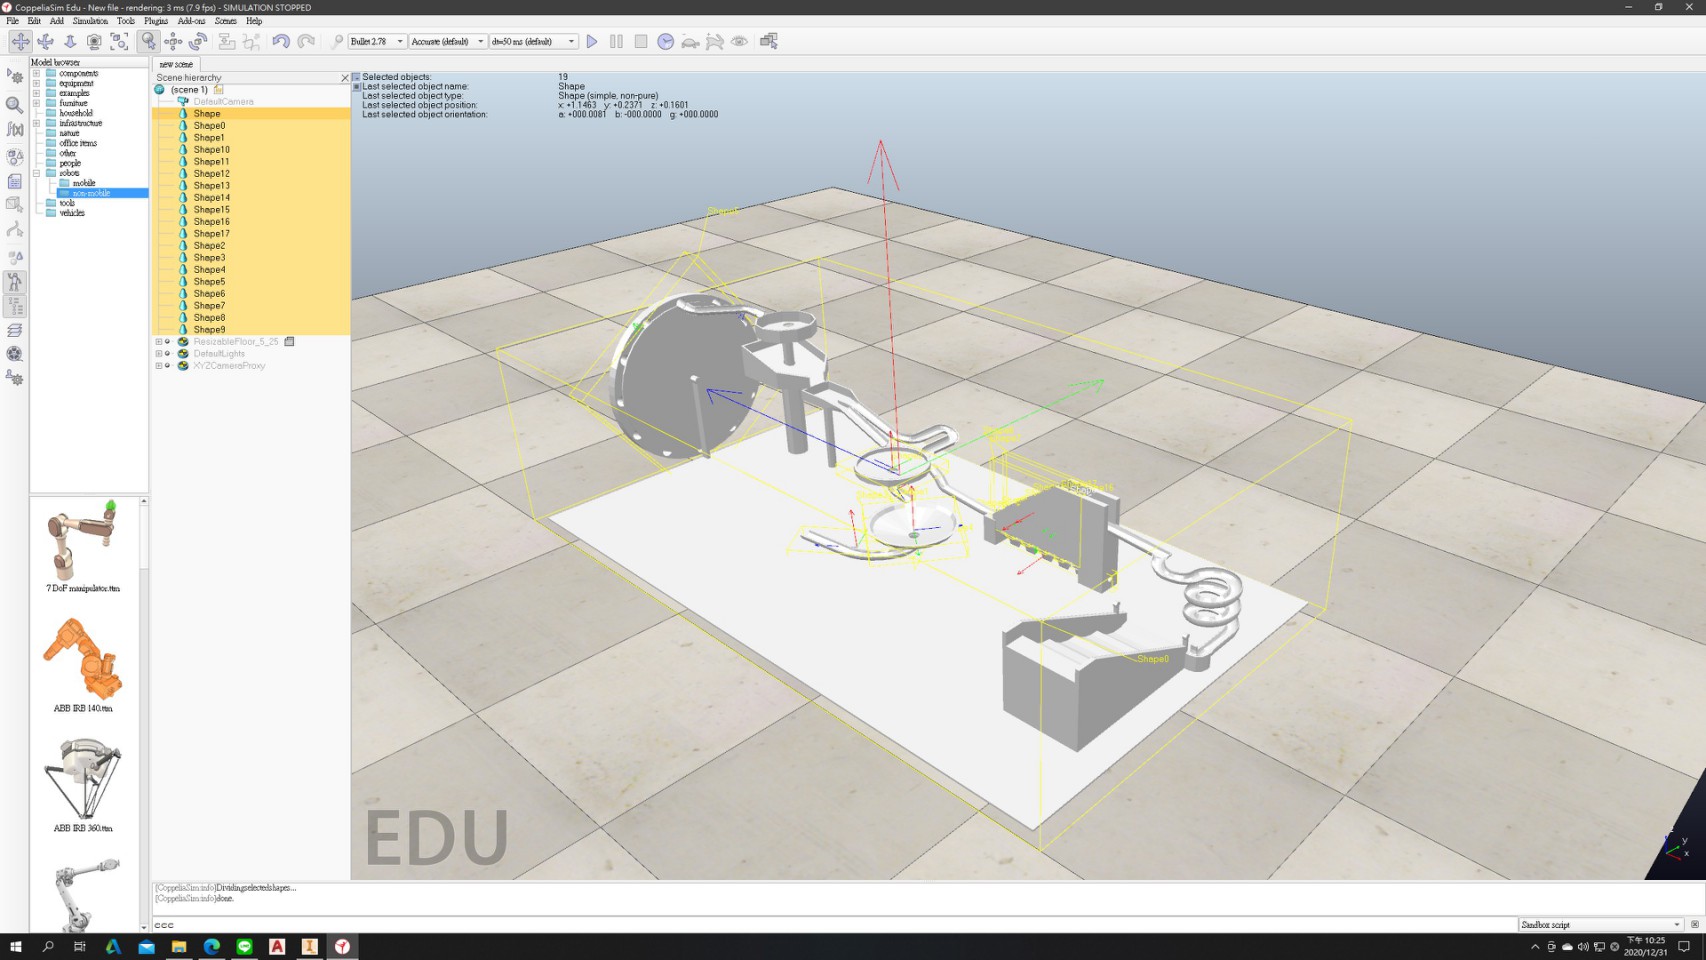 CoppeliaSim Edu - New file - rendering: 3 ms (7.9 fps) - SIMULATION STOPPED
File Edit Add Simulation Tools Plugins Add-ons Scenes Help
Bullet 2.78 Accurate (default) dt=50 ms (default)
Model browser
components
equipment
examples
furniture
household
infrastructure
nature
office items
other
people
robots
mobile
non-mobile
tools
vehicles
7 DoF manipulator.ttm
ABB IRB 140.ttm
ABB IRB 360.ttm
new scene
Scene hierarchy
(scene 1)
DefaultCamera
Shape
Shape0
Shape1
Shape10
Shape11
Shape12
Shape13
Shape14
Shape15
Shape16
Shape17
Shape2
Shape3
Shape4
Shape5
Shape6
Shape7
Shape8
Shape9
ResizableFloor_5_25
DefaultLights
XYZCameraProxy
Selected objects: 19
Last selected object name: Shape
Last selected object type: Shape (simple, non-pure)
Last selected object position: x: +1.1463 y: +0.2371 z: +0.1601
Last selected object orientation: a: +000.0081 b: -000.0000 g: +000.0000
Shape0
EDU
y
x
[CoppeliaSim:info] Dividing selected shapes...
[CoppeliaSim:info] done.
ccc
Sandbox script
下午 10:25
2020/12/31